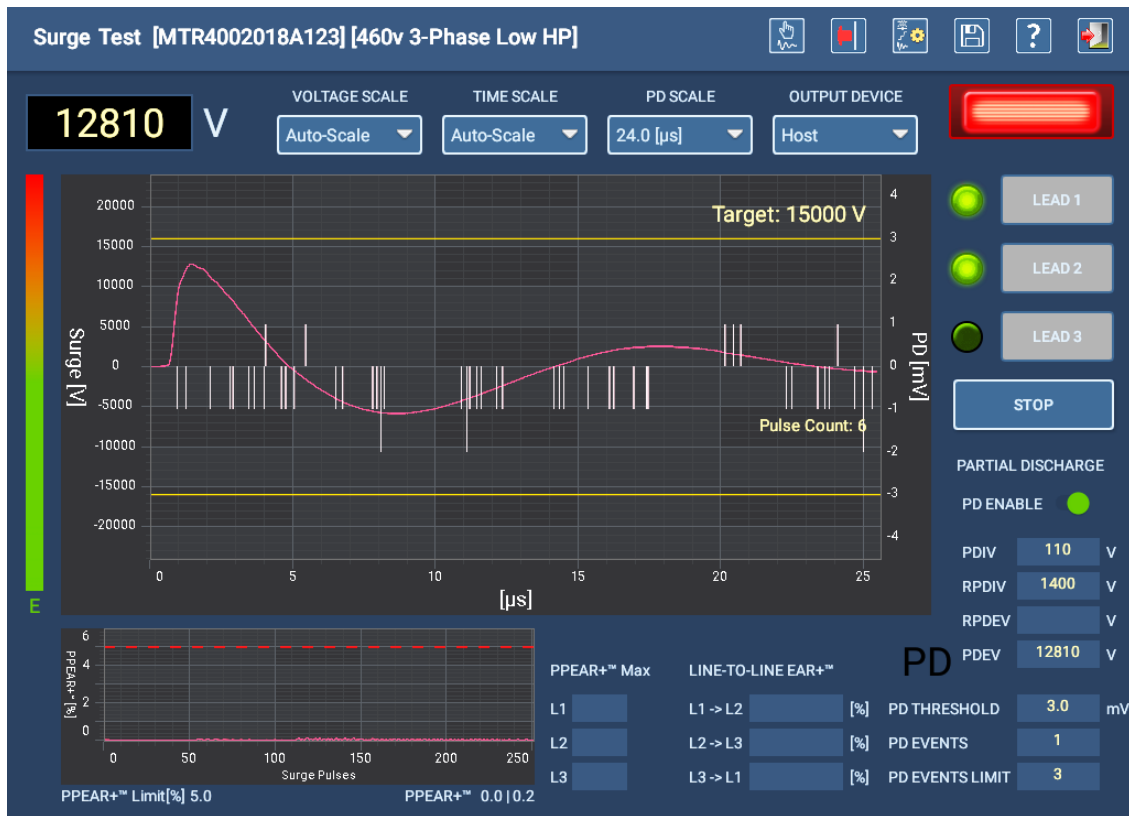 Surge Test [MTR4002018A123] [460v 3-Phase Low HP]
?
12810 V
VOLTAGE SCALE
Auto-Scale
TIME SCALE
Auto-Scale
PD SCALE
24.0 [µs]
OUTPUT DEVICE
Host
E
Surge [V]
20000
15000
10000
5000
0
-5000
-10000
-15000
-20000
Target: 15000 V
Pulse Count: 6
4
3
2
1
0
-1
-2
-3
-4
PD [mV]
0 5 10 15 20 25
[µs]
LEAD 1
LEAD 2
LEAD 3
STOP
PARTIAL DISCHARGE
PD ENABLE
PDIV 110 V
RPDIV 1400 V
RPDEV V
PD
PDEV 12810 V
PD THRESHOLD 3.0 mV
PD EVENTS 1
PD EVENTS LIMIT 3
PPEAR+™ [%]
6
4
2
0
0 50 100 150 200 250
Surge Pulses
PPEAR+™ Limit[%] 5.0
PPEAR+™ 0.0 | 0.2
PPEAR+™ Max
L1
L2
L3
LINE-TO-LINE EAR+™
L1 -> L2 [%]
L2 -> L3 [%]
L3 -> L1 [%]